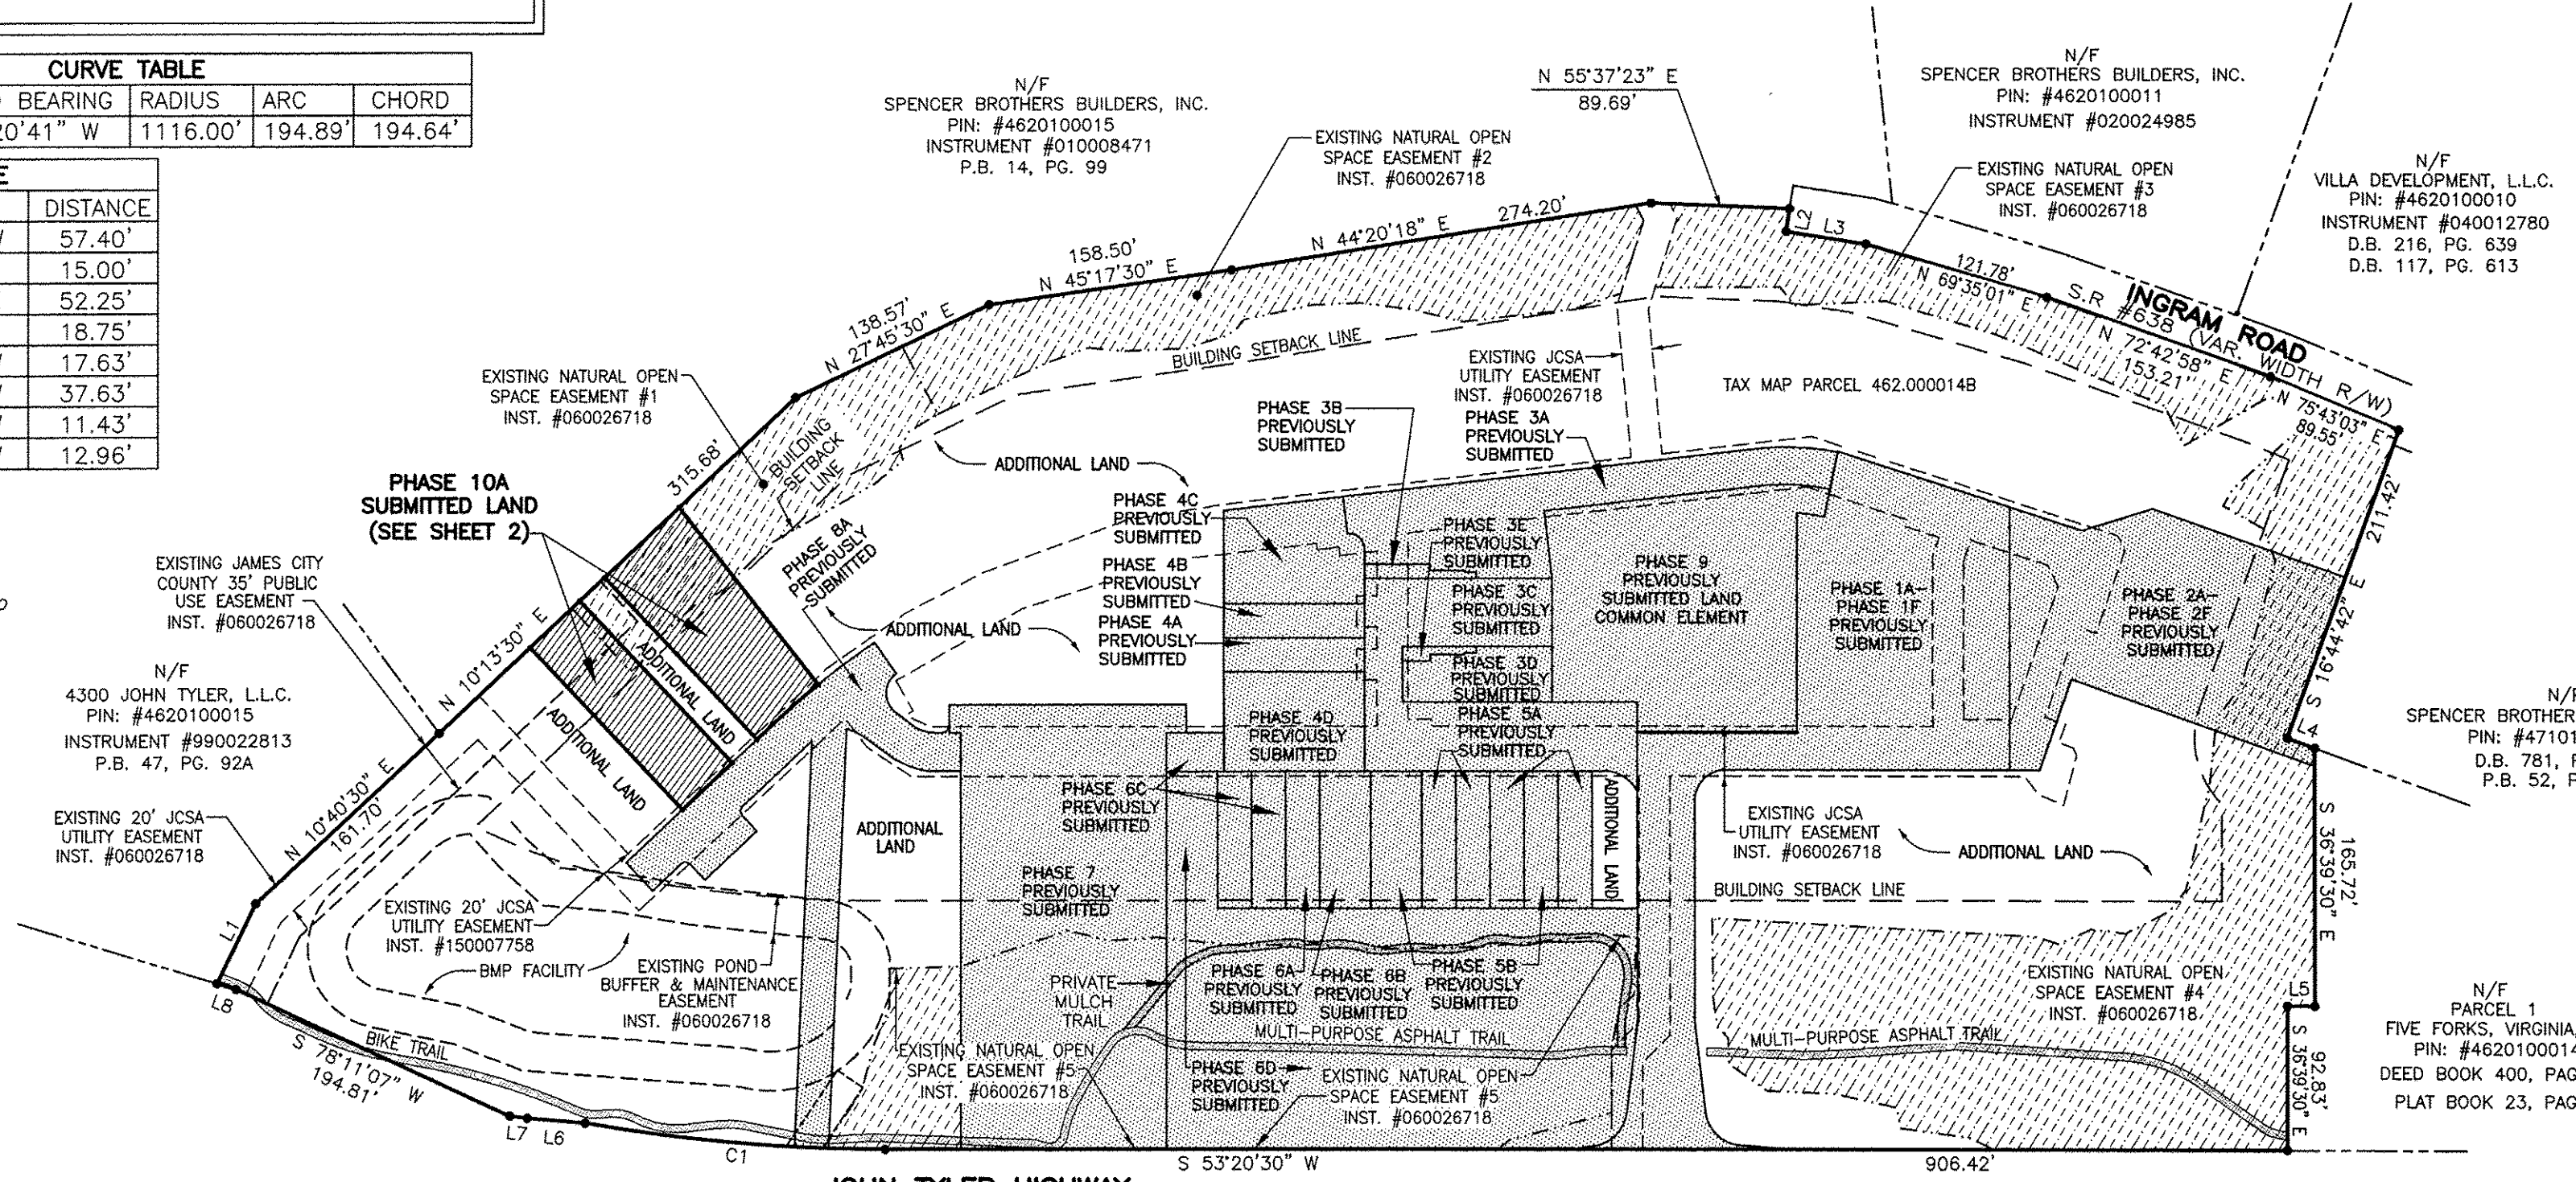 CURVE TABLE
BEARING RADIUS ARC CHORD
20'41" W 1116.00' 194.89' 194.64'
DISTANCE
57.40'
15.00'
52.25'
18.75'
17.63'
37.63'
11.43'
12.96'
N/F
SPENCER BROTHERS BUILDERS, INC.
PIN: #4620100015
INSTRUMENT #010008471
P.B. 14, PG. 99
N 55°37'23" E
89.69'
N/F
SPENCER BROTHERS BUILDERS, INC.
PIN: #4620100011
INSTRUMENT #020024985
N/F
VILLA DEVELOPMENT, L.L.C.
PIN: #4620100010
INSTRUMENT #040012780
D.B. 216, PG. 639
D.B. 117, PG. 613
EXISTING NATURAL OPEN
SPACE EASEMENT #2
INST. #060026718
EXISTING NATURAL OPEN
SPACE EASEMENT #3
INST. #060026718
L2
L3
121.78'
N 69°35'01" E
INGRAM ROAD
S.R #638 (VAR. WIDTH R/W)
N 72°42'58" E
153.21'
N 75°43'03" E
89.55'
274.20'
N 44°20'18" E
158.50'
N 45°17'30" E
138.57'
N 27°45'30" E
BUILDING SETBACK LINE
EXISTING JCSA
UTILITY EASEMENT
INST. #060026718
TAX MAP PARCEL 462.000014B
EXISTING NATURAL OPEN
SPACE EASEMENT #1
INST. #060026718
BUILDING
SETBACK
LINE
315.68'
PHASE 10A
SUBMITTED LAND
(SEE SHEET 2)
ADDITIONAL LAND
PHASE 8A
PREVIOUSLY
SUBMITTED
PHASE 3B
PREVIOUSLY
SUBMITTED
PHASE 3A
PREVIOUSLY
SUBMITTED
PHASE 4C
PREVIOUSLY
SUBMITTED
PHASE 4B
PREVIOUSLY
SUBMITTED
PHASE 4A
PREVIOUSLY
SUBMITTED
PHASE 3E
PREVIOUSLY
SUBMITTED
PHASE 3C
PREVIOUSLY
SUBMITTED
PHASE 3D
PREVIOUSLY
SUBMITTED
PHASE 9
PREVIOUSLY
SUBMITTED LAND
COMMON ELEMENT
PHASE 1A-
PHASE 1F
PREVIOUSLY
SUBMITTED
PHASE 2A-
PHASE 2F
PREVIOUSLY
SUBMITTED
211.42'
S 16°44'42" E
EXISTING JAMES CITY
COUNTY 35' PUBLIC
USE EASEMENT
INST. #060026718
N 10°13'30" E
ADDITIONAL LAND
ADDITIONAL LAND
ADDITIONAL LAND
N/F
4300 JOHN TYLER, L.L.C.
PIN: #4620100015
INSTRUMENT #990022813
P.B. 47, PG. 92A
EXISTING 20' JCSA
UTILITY EASEMENT
INST. #060026718
N 10°40'30" E
161.70'
PHASE 4D
PREVIOUSLY
SUBMITTED
PHASE 5A
PREVIOUSLY
SUBMITTED
PHASE 6C
PREVIOUSLY
SUBMITTED
ADDITIONAL
LAND
PHASE 7
PREVIOUSLY
SUBMITTED
ADDITIONAL LAND
EXISTING JCSA
UTILITY EASEMENT
INST. #060026718
ADDITIONAL LAND
BUILDING SETBACK LINE
L4
N/F
SPENCER BROTHER
PIN: #47101
D.B. 781, P
P.B. 52, P
S 36°39'30" E
165.72'
EXISTING 20' JCSA
UTILITY EASEMENT
INST. #150007758
BMP FACILITY
EXISTING POND
BUFFER & MAINTENANCE
EASEMENT
INST. #060026718
L1
L8
BIKE TRAIL
S 78°11'07" W
194.81'
L7
L6
C1
PRIVATE
MULCH
TRAIL
PHASE 6A
PREVIOUSLY
SUBMITTED
PHASE 6B
PREVIOUSLY
SUBMITTED
PHASE 5B
PREVIOUSLY
SUBMITTED
MULTI-PURPOSE ASPHALT TRAIL
EXISTING NATURAL OPEN
SPACE EASEMENT #5
INST. #060026718
PHASE 6D
PREVIOUSLY
SUBMITTED
EXISTING NATURAL OPEN
SPACE EASEMENT #5
INST. #060026718
EXISTING NATURAL OPEN
SPACE EASEMENT #4
INST. #060026718
MULTI-PURPOSE ASPHALT TRAIL
L5
S 36°39'30" E
92.83'
N/F
PARCEL 1
FIVE FORKS, VIRGINIA,
PIN: #4620100014
DEED BOOK 400, PAG
PLAT BOOK 23, PAG
S 53°20'30" W
906.42'
JOHN TYLER HIGHWAY